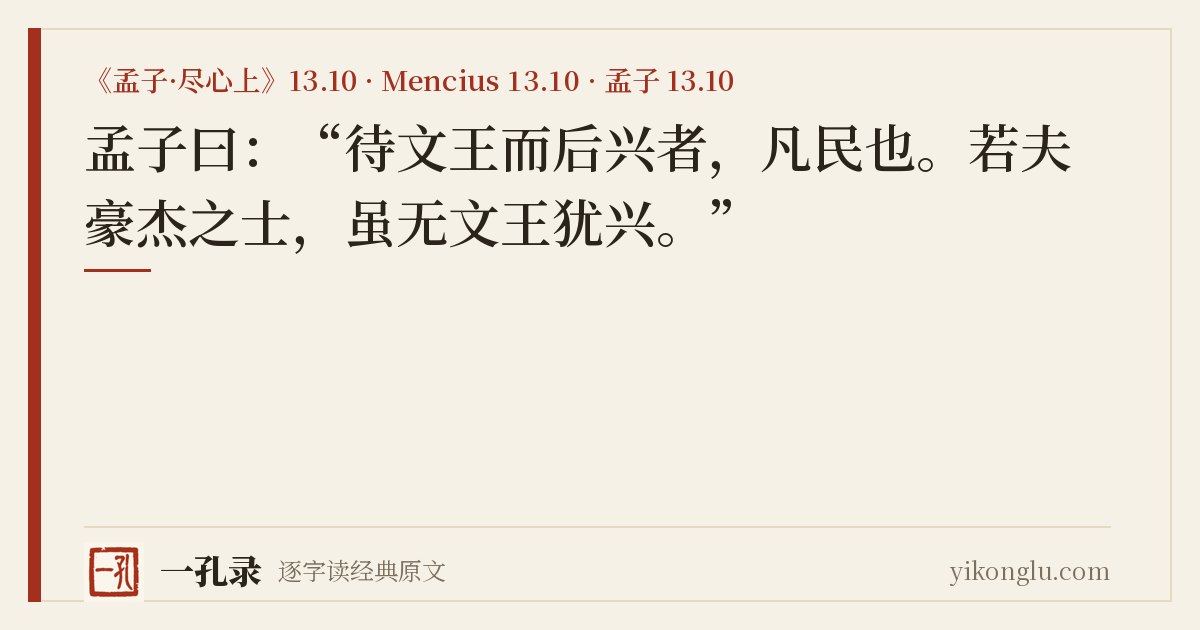 《孟子·尽心上》13.10 · Mencius 13.10 · 孟子 13.10
孟子曰：“待文王而后兴者，凡民也。若夫
豪杰之士，虽无文王犹兴。”
一孔
一孔录 逐字读经典原文 yikonglu.com